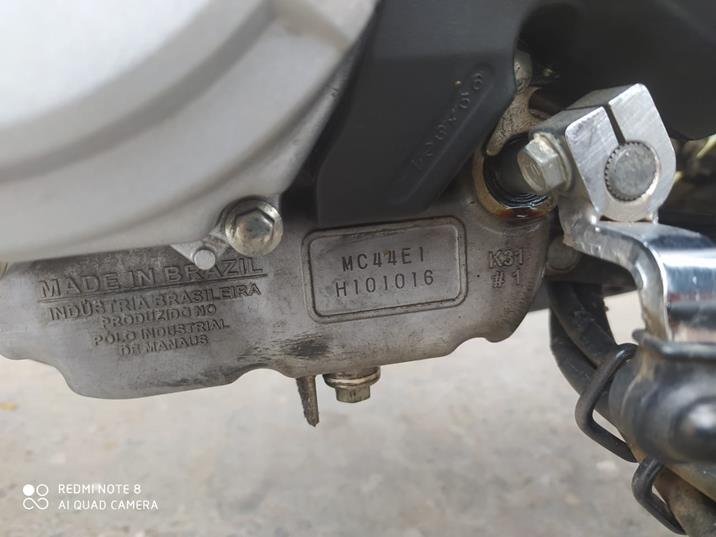 MADE IN BRAZIL
INDÚSTRIA BRASILEIRA
PRODUZIDO NO
PÓLO INDUSTRIAL
DE MANAUS
MC44E1
H101016
K31
#1
REDMI NOTE 8
AI QUAD CAMERA